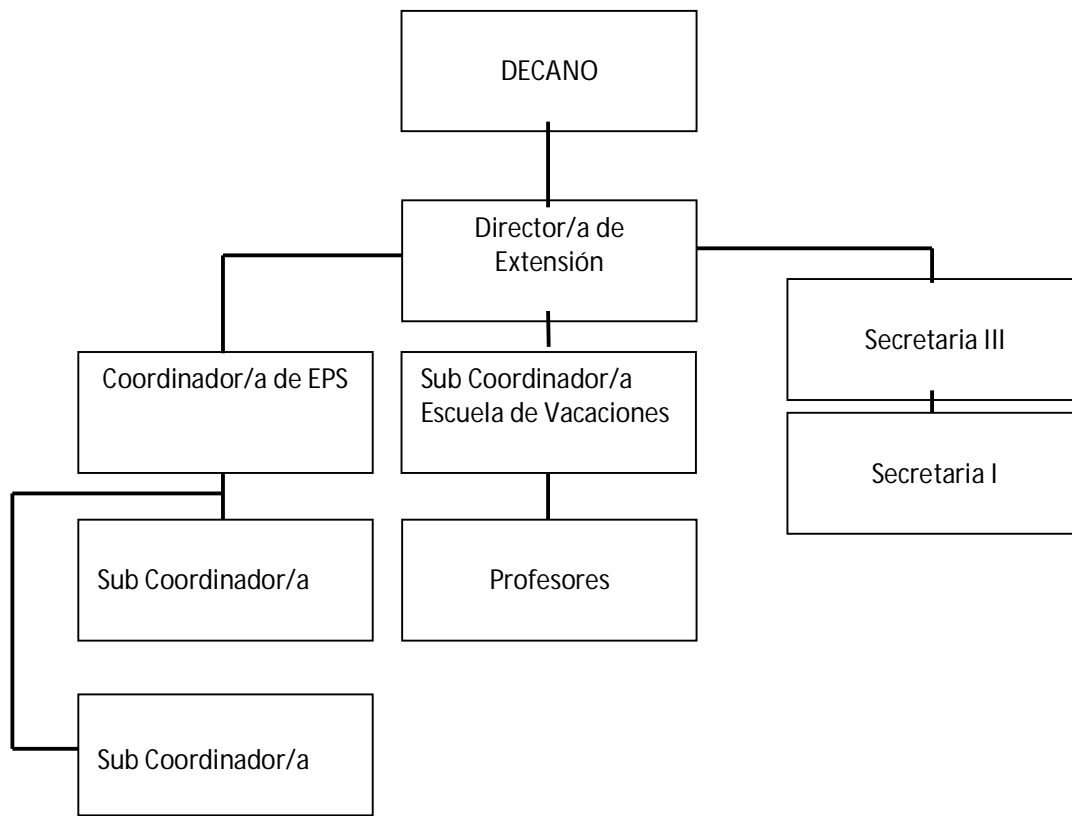 DECANO
Director/a de
Extensión
Secretaria III
Coordinador/a de EPS
Sub Coordinador/a
Escuela de Vacaciones
Secretaria I
Sub Coordinador/a
Profesores
Sub Coordinador/a